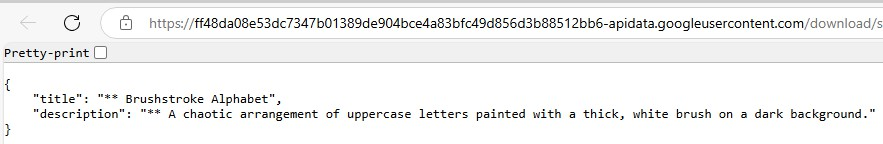 https://ff48da08e53dc7347b01389de904bce4a83bfc49d856d3b88512bb6-apidata.googleusercontent.com/download/s
Pretty-print
{
    "title": "** Brushstroke Alphabet",
    "description": "** A chaotic arrangement of uppercase letters painted with a thick, white brush on a dark background."
}